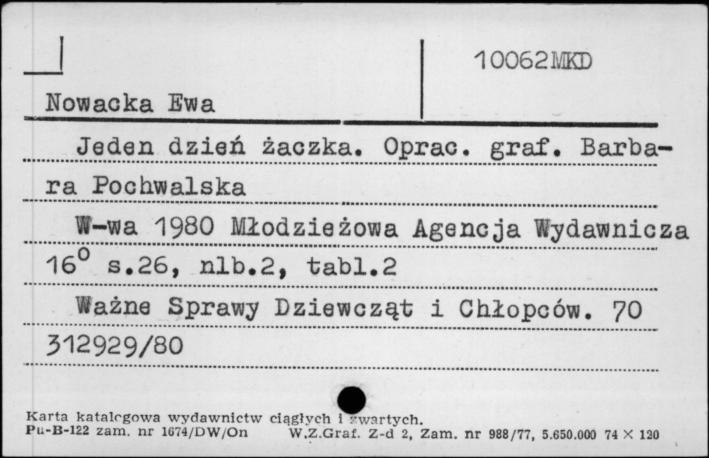 10062MKD
Nowacka Ewa
Jeden dzień żaczka. Oprac. graf. Barba-
ra Pochwalska
W-wa 1980 Młodzieżowa Agencja Wydawnicza
16° s.26, nlb.2, tabl.2
Ważne Sprawy Dziewcząt i Chłopców. 70
312929/80
Karta katalogowa wydawnictw ciągłych i zwartych.
Pu-B-122 zam. nr 1674/DW/On W.Z.Graf. Z-d 2, Zam. nr 988/77, 5.650.000 74 × 120